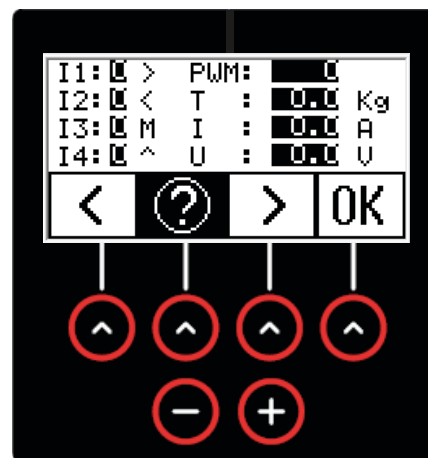 I1:0 > PWM: 0
I2:0 < T : 0.0 Kg
I3:0 M I : 0.0 A
I4:0 ^ U : 0.0 V
< ? > OK
^ ^ ^ ^
− +